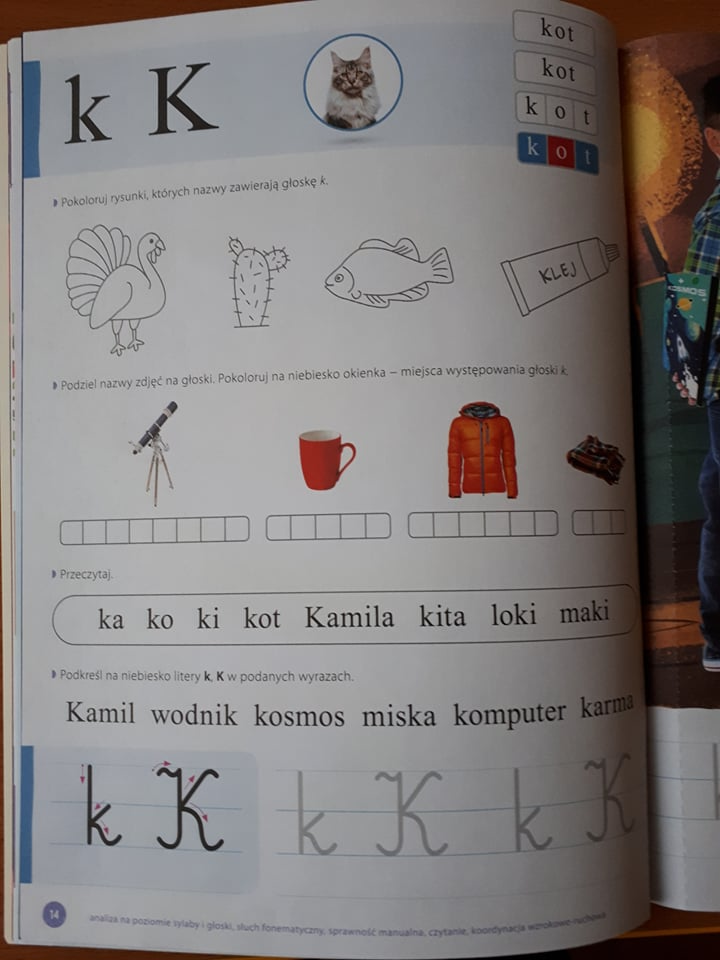 kot
kot
k K
k o t
k o t
Pokoloruj rysunki, których nazwy zawierają głoskę k.
KLEJ
KOSMOS
Podziel nazwy zdjęć na głoski. Pokoloruj na niebiesko okienka – miejsca występowania głoski k.
Przeczytaj.
ka ko ki kot Kamila kita loki maki
Podkreśl na niebiesko litery k, K w podanych wyrazach.
Kamil wodnik kosmos miska komputer karma
k K k K k K
14
analiza na poziomie sylaby i głoski, słuch fonematyczny, sprawność manualna, czytanie, koordynacja wzrokowo-ruchowa